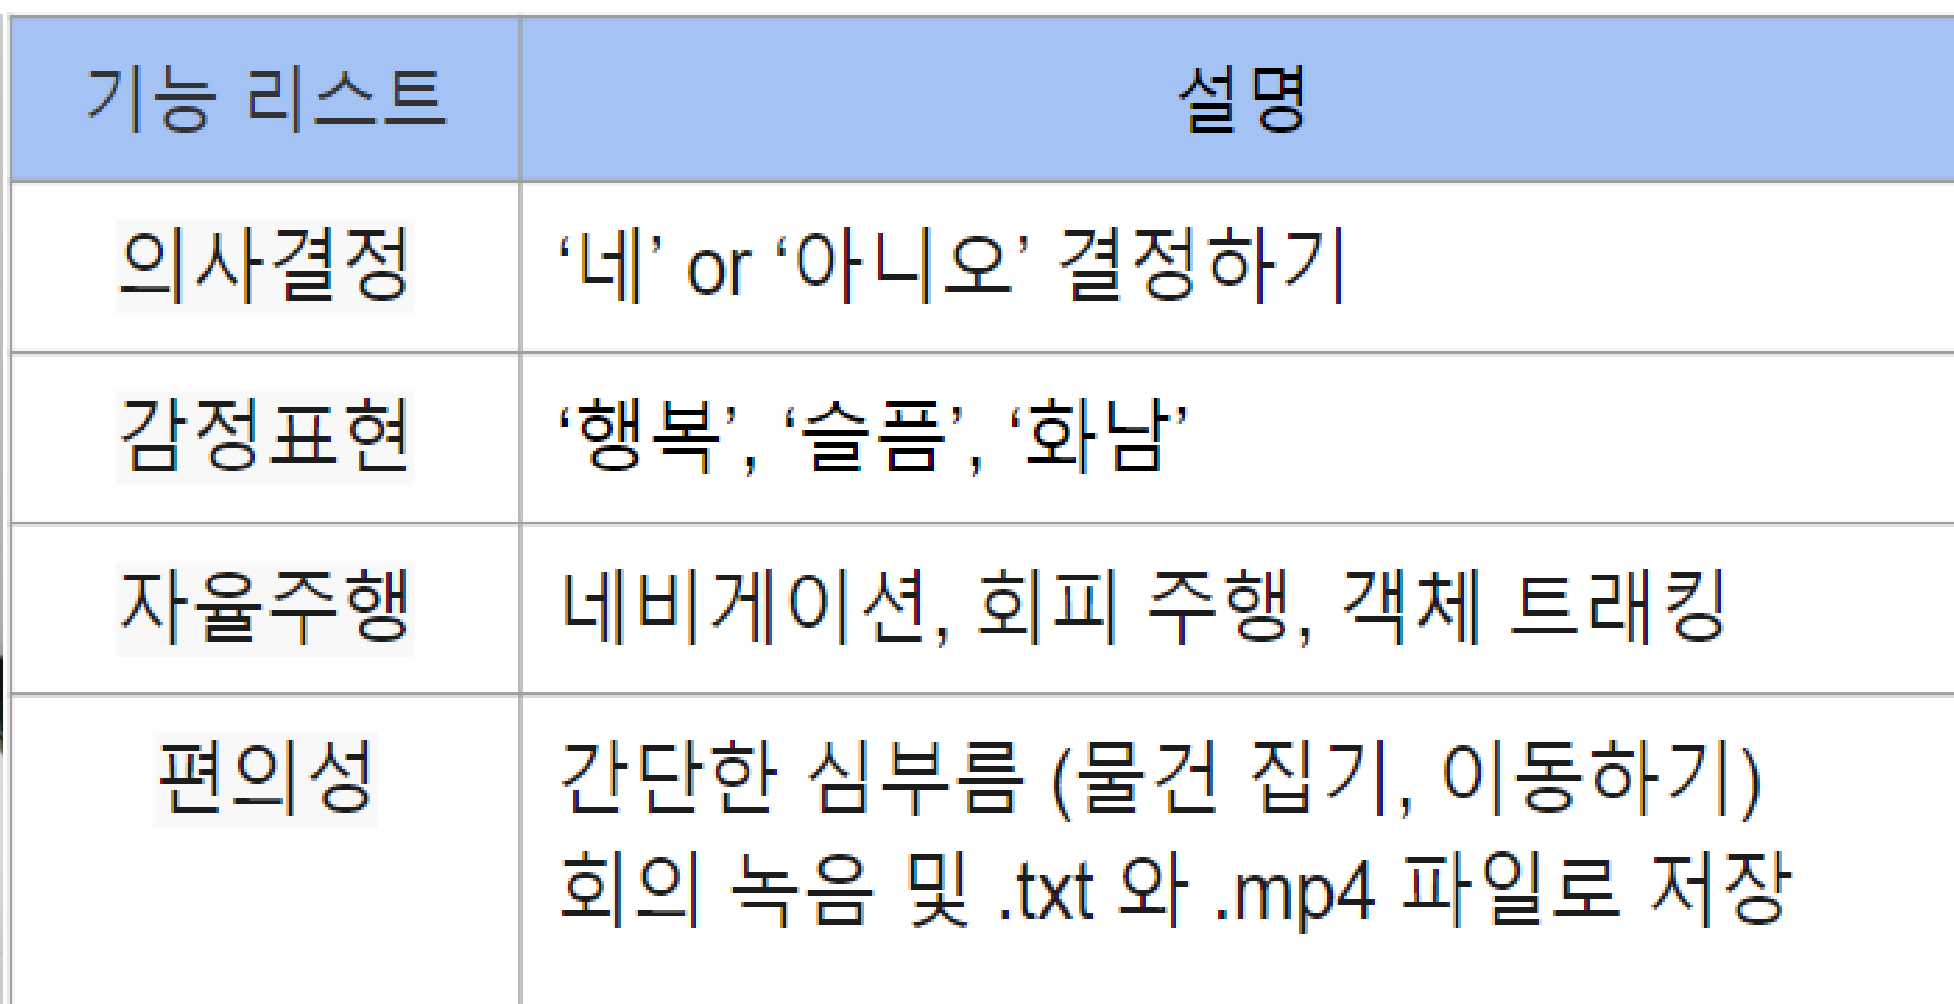 기능 리스트 설명
의사결정 ‘네’ or ‘아니오’ 결정하기
감정표현 ‘행복’, ‘슬픔’, ‘화남’
자율주행 네비게이션, 회피 주행, 객체 트래킹
편의성 간단한 심부름 (물건 집기, 이동하기)
회의 녹음 및 .txt 와 .mp4 파일로 저장